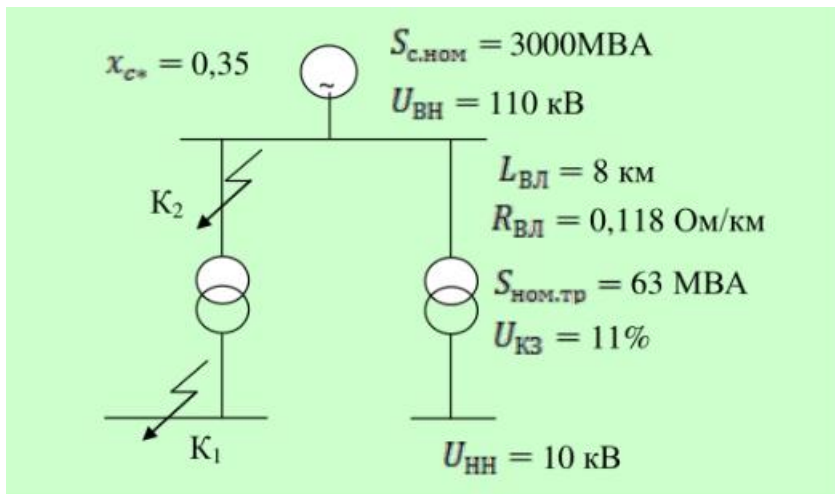 x_c* = 0,35
S_с.ном = 3000МВА
U_ВН = 110 кВ
~
L_ВЛ = 8 км
K₂
R_ВЛ = 0,118 Ом/км
S_ном.тр = 63 МВА
U_КЗ = 11%
K₁
U_НН = 10 кВ